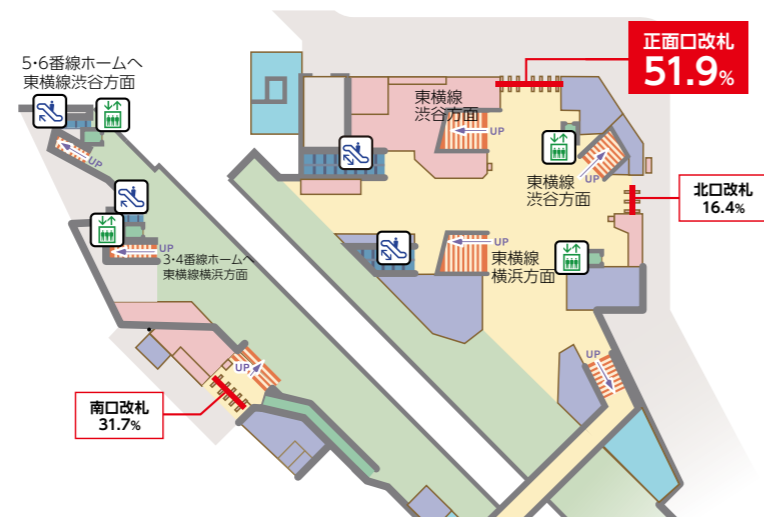 正面口改札
51.9%
5・6番線ホームへ
東横線渋谷方面
UP
東横線
渋谷方面
UP
東横線
渋谷方面
UP
北口改札
16.4%
UP
3・4番線ホームへ
東横線横浜方面
UP
東横線
横浜方面
UP
UP
南口改札
31.7%